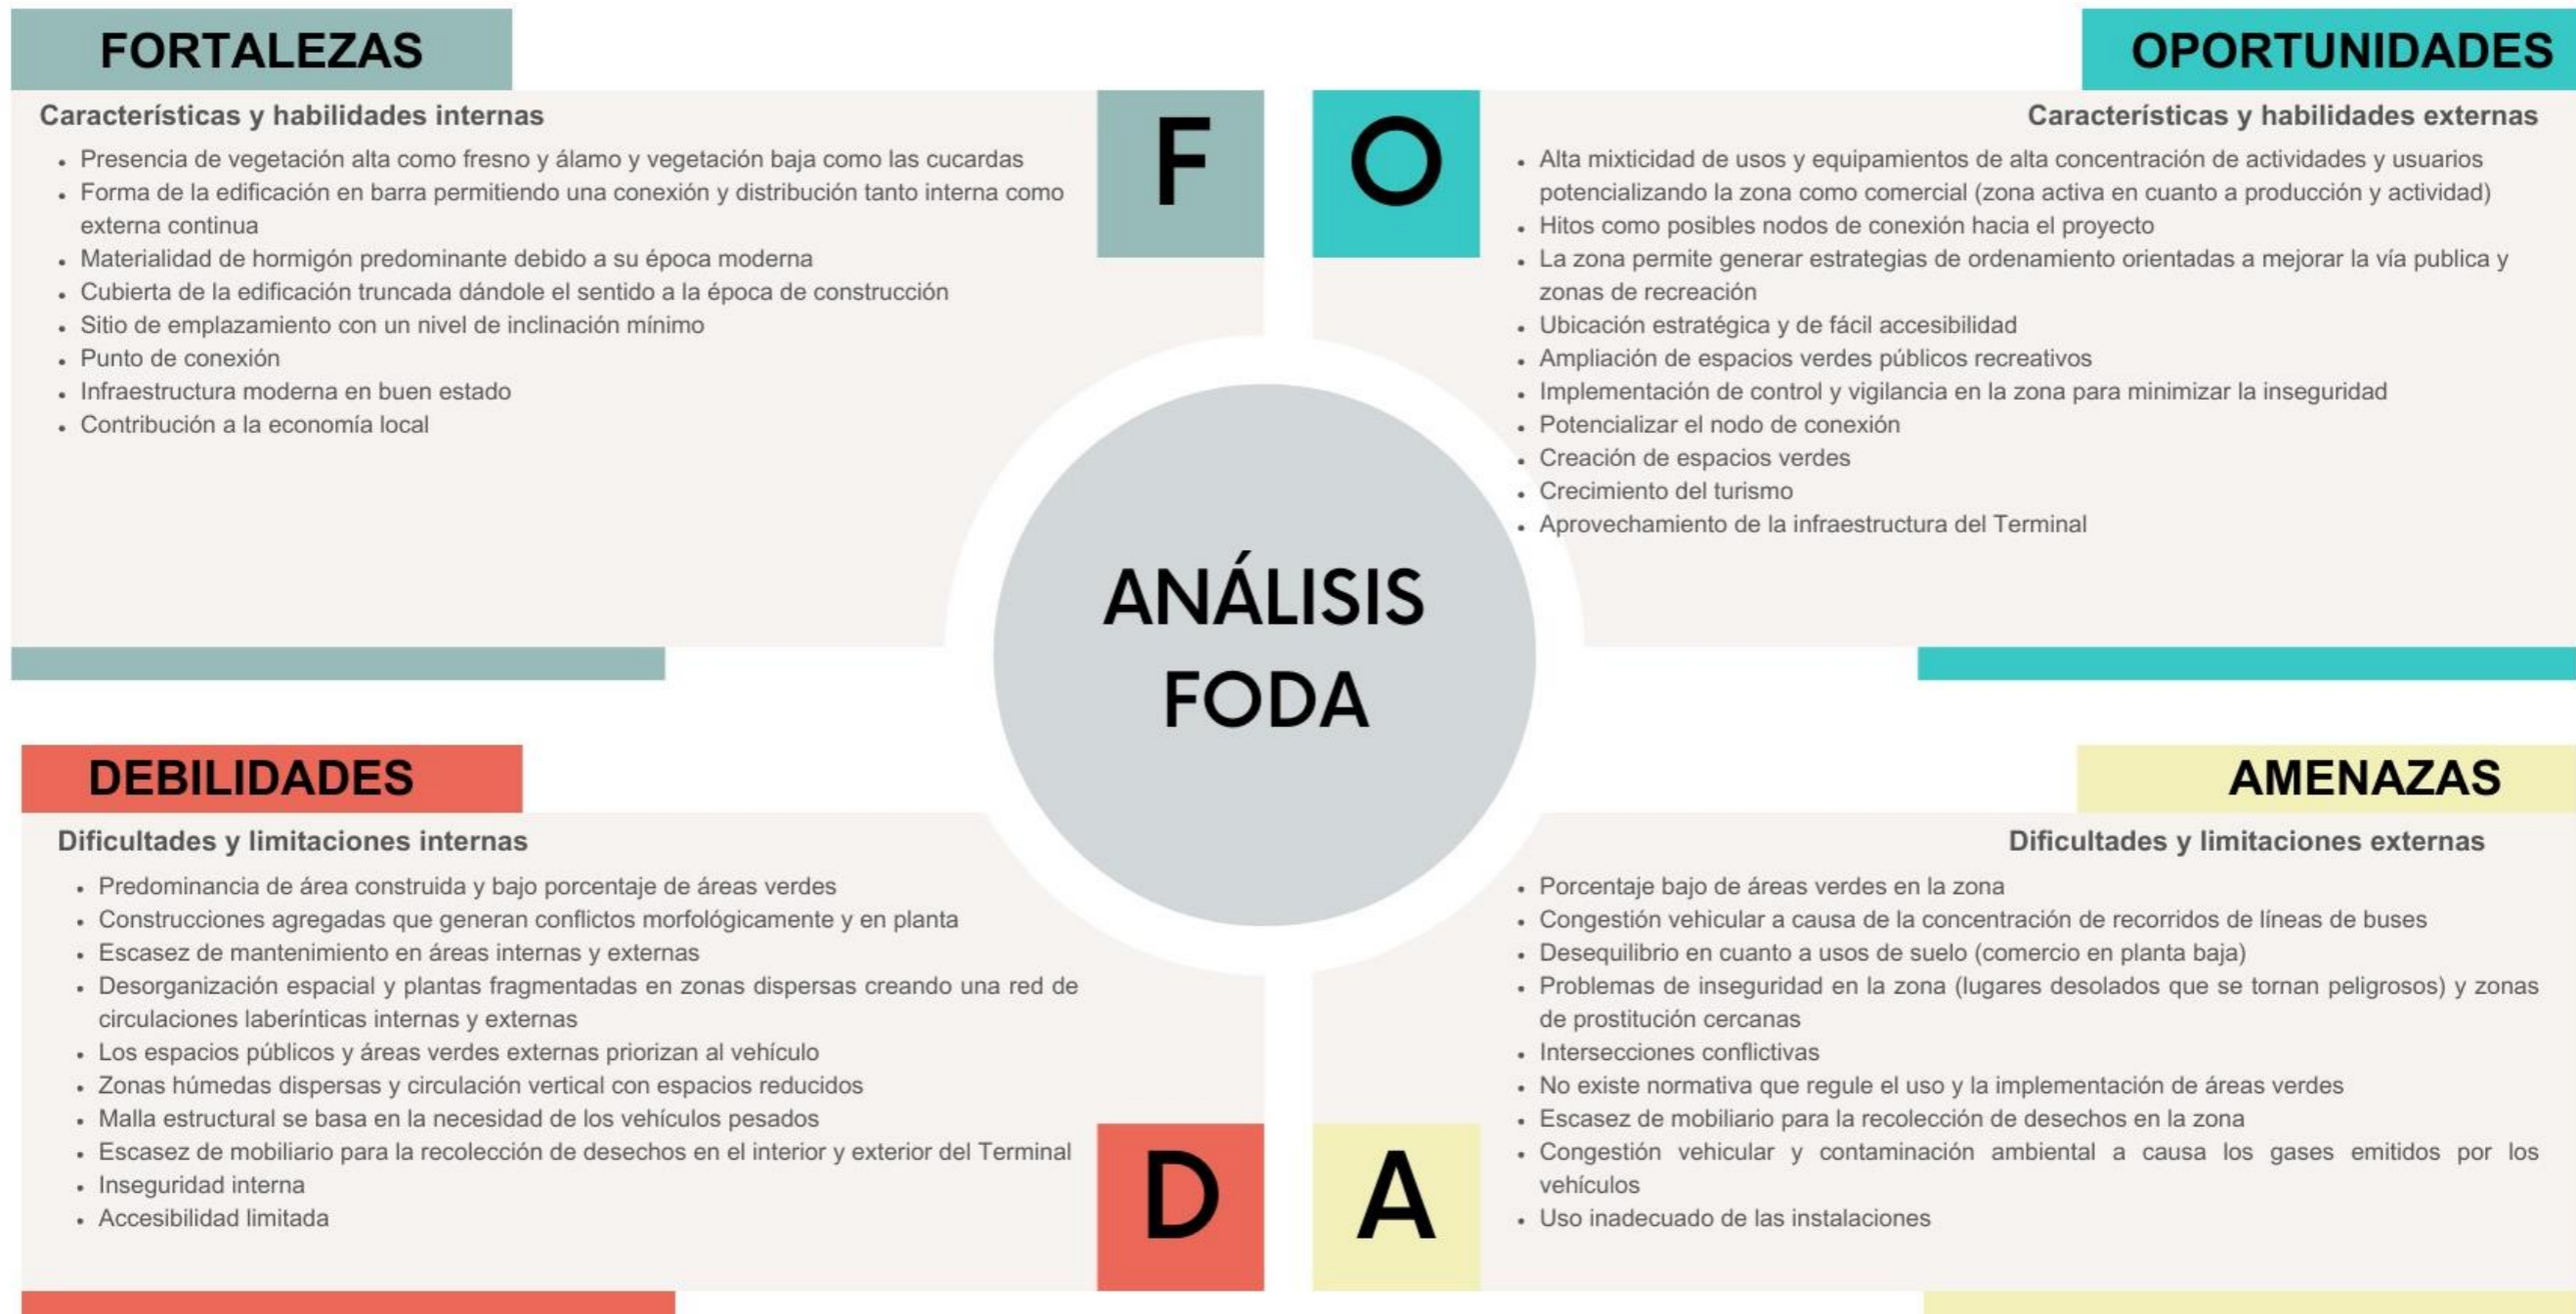 FORTALEZAS
Características y habilidades internas
• Presencia de vegetación alta como fresno y álamo y vegetación baja como las cucardas
• Forma de la edificación en barra permitiendo una conexión y distribución tanto interna como
externa continua
• Materialidad de hormigón predominante debido a su época moderna
• Cubierta de la edificación truncada dándole el sentido a la época de construcción
• Sitio de emplazamiento con un nivel de inclinación mínimo
• Punto de conexión
• Infraestructura moderna en buen estado
• Contribución a la economía local
F
O
OPORTUNIDADES
Características y habilidades externas
• Alta mixticidad de usos y equipamientos de alta concentración de actividades y usuarios
potencializando la zona como comercial (zona activa en cuanto a producción y actividad)
• Hitos como posibles nodos de conexión hacia el proyecto
• La zona permite generar estrategias de ordenamiento orientadas a mejorar la vía publica y
zonas de recreación
• Ubicación estratégica y de fácil accesibilidad
• Ampliación de espacios verdes públicos recreativos
• Implementación de control y vigilancia en la zona para minimizar la inseguridad
• Potencializar el nodo de conexión
• Creación de espacios verdes
• Crecimiento del turismo
• Aprovechamiento de la infraestructura del Terminal
ANÁLISIS
FODA
DEBILIDADES
Dificultades y limitaciones internas
• Predominancia de área construida y bajo porcentaje de áreas verdes
• Construcciones agregadas que generan conflictos morfológicamente y en planta
• Escasez de mantenimiento en áreas internas y externas
• Desorganización espacial y plantas fragmentadas en zonas dispersas creando una red de
circulaciones laberínticas internas y externas
• Los espacios públicos y áreas verdes externas priorizan al vehículo
• Zonas húmedas dispersas y circulación vertical con espacios reducidos
• Malla estructural se basa en la necesidad de los vehículos pesados
• Escasez de mobiliario para la recolección de desechos en el interior y exterior del Terminal
• Inseguridad interna
• Accesibilidad limitada
D
A
AMENAZAS
Dificultades y limitaciones externas
• Porcentaje bajo de áreas verdes en la zona
• Congestión vehicular a causa de la concentración de recorridos de líneas de buses
• Desequilibrio en cuanto a usos de suelo (comercio en planta baja)
• Problemas de inseguridad en la zona (lugares desolados que se tornan peligrosos) y zonas
de prostitución cercanas
• Intersecciones conflictivas
• No existe normativa que regule el uso y la implementación de áreas verdes
• Escasez de mobiliario para la recolección de desechos en la zona
• Congestión vehicular y contaminación ambiental a causa los gases emitidos por los
vehículos
• Uso inadecuado de las instalaciones